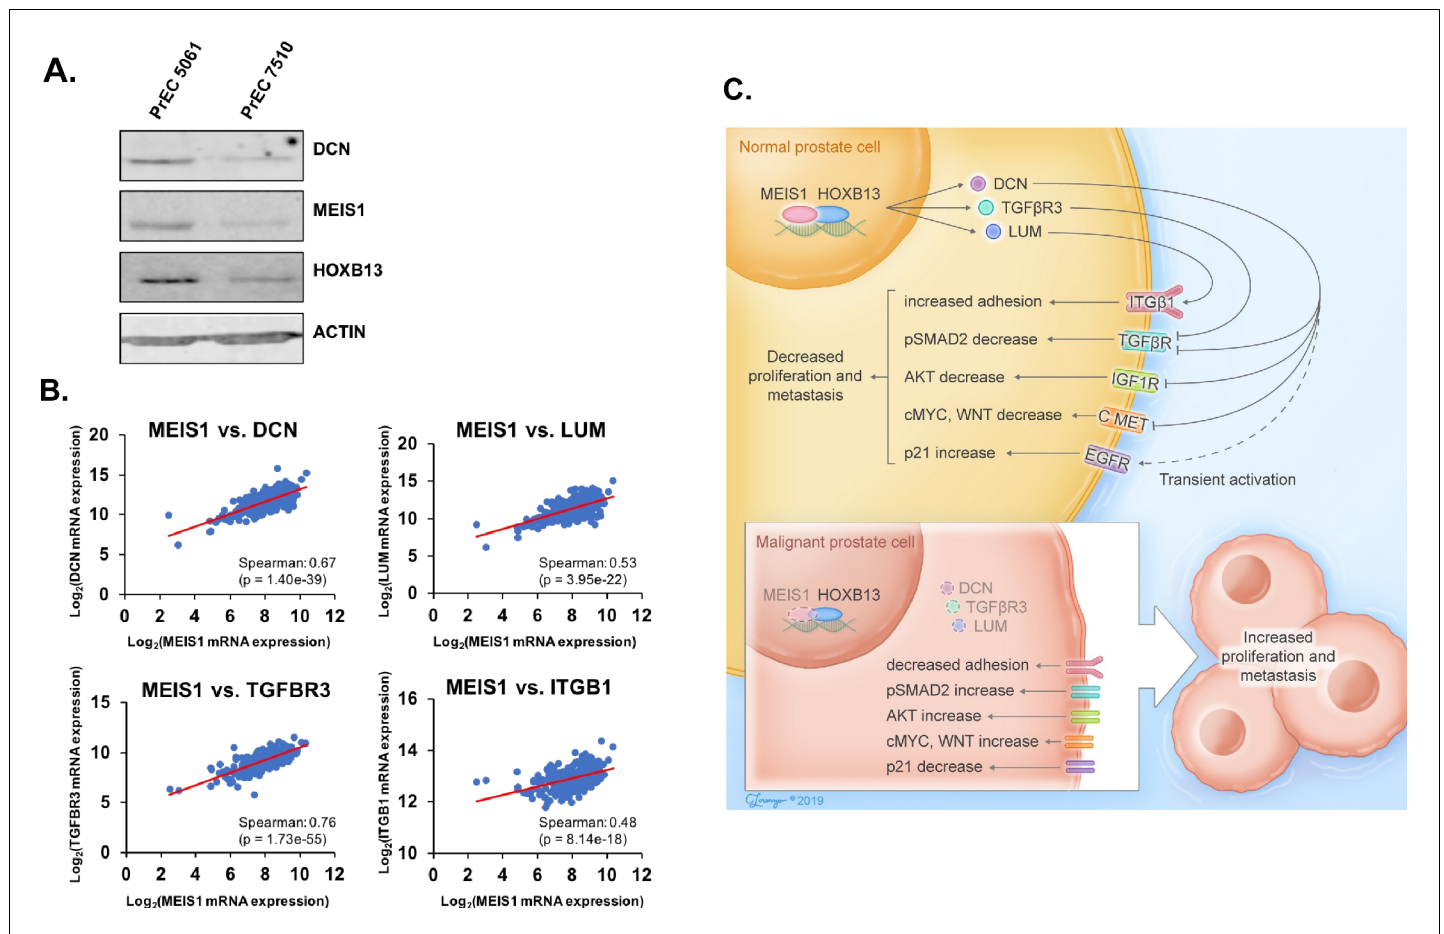 A.
PrEC 5061
PrEC 7510
DCN
MEIS1
HOXB13
ACTIN
B.
MEIS1 vs. DCN
Log2(DCN mRNA expression)
20
15
10
5
0
Spearman: 0.67
(p = 1.40e-39)
0 2 4 6 8 10 12
Log2(MEIS1 mRNA expression)
MEIS1 vs. LUM
Log2(LUM mRNA expression)
20
15
10
5
0
Spearman: 0.53
(p = 3.95e-22)
0 2 4 6 8 10 12
Log2(MEIS1 mRNA expression)
MEIS1 vs. TGFBR3
Log2(TGFBR3 mRNA expression)
15
10
5
0
Spearman: 0.76
(p = 1.73e-55)
0 2 4 6 8 10 12
Log2(MEIS1 mRNA expression)
MEIS1 vs. ITGB1
Log2(ITGB1 mRNA expression)
16
14
12
10
Spearman: 0.48
(p = 8.14e-18)
0 2 4 6 8 10 12
Log2(MEIS1 mRNA expression)
C.
Normal prostate cell
MEIS1 HOXB13
DCN
TGFβR3
LUM
increased adhesion
ITGβ1
pSMAD2 decrease
TGFβR
AKT decrease
IGF1R
cMYC, WNT decrease
C-MET
p21 increase
EGFR
Decreased
proliferation and
metastasis
Transient activation
Malignant prostate cell
MEIS1 HOXB13
DCN
TGFβR3
LUM
decreased adhesion
pSMAD2 increase
AKT increase
cMYC, WNT increase
p21 decrease
Increased
proliferation and
metastasis
CLorenzo © 2019